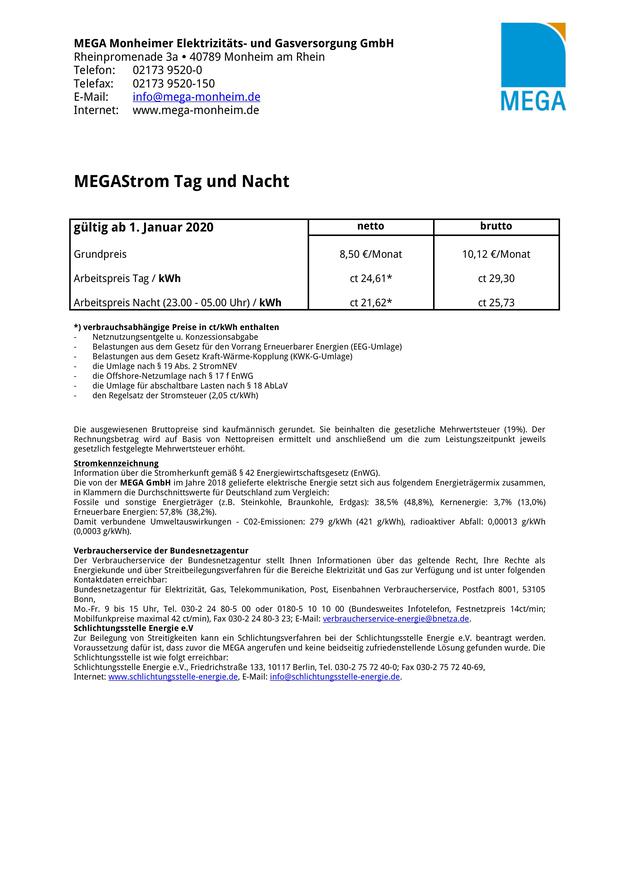 MEGA Monheimer Elektrizitäts- und Gasversorgung GmbH
Rheinpromenade 3a • 40789 Monheim am Rhein
Telefon: 02173 9520-0
Telefax: 02173 9520-150
E-Mail: info@mega-monheim.de
Internet: www.mega-monheim.de
MEGA
MEGAStrom Tag und Nacht
gültig ab 1. Januar 2020 netto brutto
Grundpreis 8,50 €/Monat 10,12 €/Monat
Arbeitspreis Tag / kWh ct 24,61* ct 29,30
Arbeitspreis Nacht (23.00 - 05.00 Uhr) / kWh ct 21,62* ct 25,73
*) verbrauchsabhängige Preise in ct/kWh enthalten
- Netznutzungsentgelte u. Konzessionsabgabe
- Belastungen aus dem Gesetz für den Vorrang Erneuerbarer Energien (EEG-Umlage)
- Belastungen aus dem Gesetz Kraft-Wärme-Kopplung (KWK-G-Umlage)
- die Umlage nach § 19 Abs. 2 StromNEV
- die Offshore-Netzumlage nach § 17 f EnWG
- die Umlage für abschaltbare Lasten nach § 18 AbLaV
- den Regelsatz der Stromsteuer (2,05 ct/kWh)
Die ausgewiesenen Bruttopreise sind kaufmännisch gerundet. Sie beinhalten die gesetzliche Mehrwertsteuer (19%). Der
Rechnungsbetrag wird auf Basis von Nettopreisen ermittelt und anschließend um die zum Leistungszeitpunkt jeweils
gesetzlich festgelegte Mehrwertsteuer erhöht.
Stromkennzeichnung
Information über die Stromherkunft gemäß § 42 Energiewirtschaftsgesetz (EnWG).
Die von der MEGA GmbH im Jahre 2018 gelieferte elektrische Energie setzt sich aus folgendem Energieträgermix zusammen,
in Klammern die Durchschnittswerte für Deutschland zum Vergleich:
Fossile und sonstige Energieträger (z.B. Steinkohle, Braunkohle, Erdgas): 38,5% (48,8%), Kernenergie: 3,7% (13,0%)
Erneuerbare Energien: 57,8% (38,2%).
Damit verbundene Umweltauswirkungen - C02-Emissionen: 279 g/kWh (421 g/kWh), radioaktiver Abfall: 0,00013 g/kWh
(0,0003 g/kWh).
Verbraucherservice der Bundesnetzagentur
Der Verbraucherservice der Bundesnetzagentur stellt Ihnen Informationen über das geltende Recht, Ihre Rechte als
Energiekunde und über Streitbeilegungsverfahren für die Bereiche Elektrizität und Gas zur Verfügung und ist unter folgenden
Kontaktdaten erreichbar:
Bundesnetzagentur für Elektrizität, Gas, Telekommunikation, Post, Eisenbahnen Verbraucherservice, Postfach 8001, 53105
Bonn,
Mo.-Fr. 9 bis 15 Uhr, Tel. 030-2 24 80-5 00 oder 0180-5 10 10 00 (Bundesweites Infotelefon, Festnetzpreis 14ct/min;
Mobilfunkpreise maximal 42 ct/min), Fax 030-2 24 80-3 23; E-Mail: verbraucherservice-energie@bnetza.de.
Schlichtungsstelle Energie e.V
Zur Beilegung von Streitigkeiten kann ein Schlichtungsverfahren bei der Schlichtungsstelle Energie e.V. beantragt werden.
Voraussetzung dafür ist, dass zuvor die MEGA angerufen und keine beidseitig zufriedenstellende Lösung gefunden wurde. Die
Schlichtungsstelle ist wie folgt erreichbar:
Schlichtungsstelle Energie e.V., Friedrichstraße 133, 10117 Berlin, Tel. 030-2 75 72 40-0; Fax 030-2 75 72 40-69,
Internet: www.schlichtungsstelle-energie.de, E-Mail: info@schlichtungsstelle-energie.de.